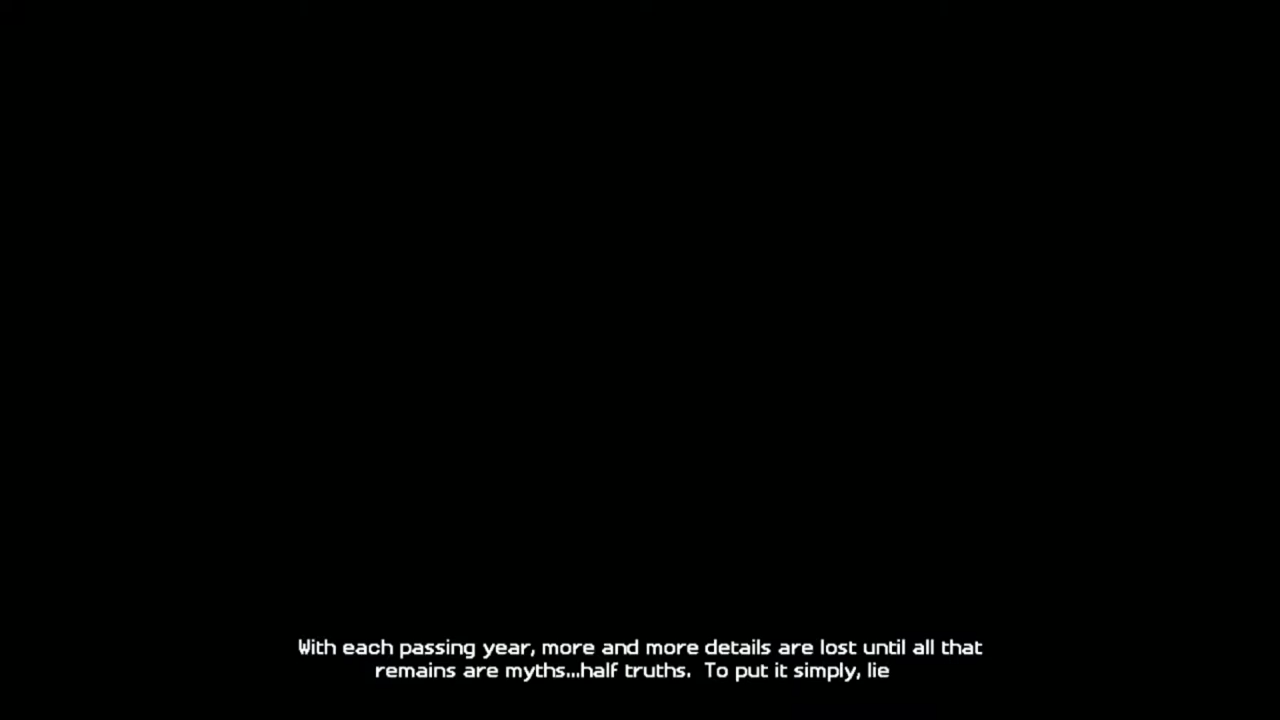 With each passing year, more and more details are lost until all that
remains are myths...half truths.  To put it simply, lie